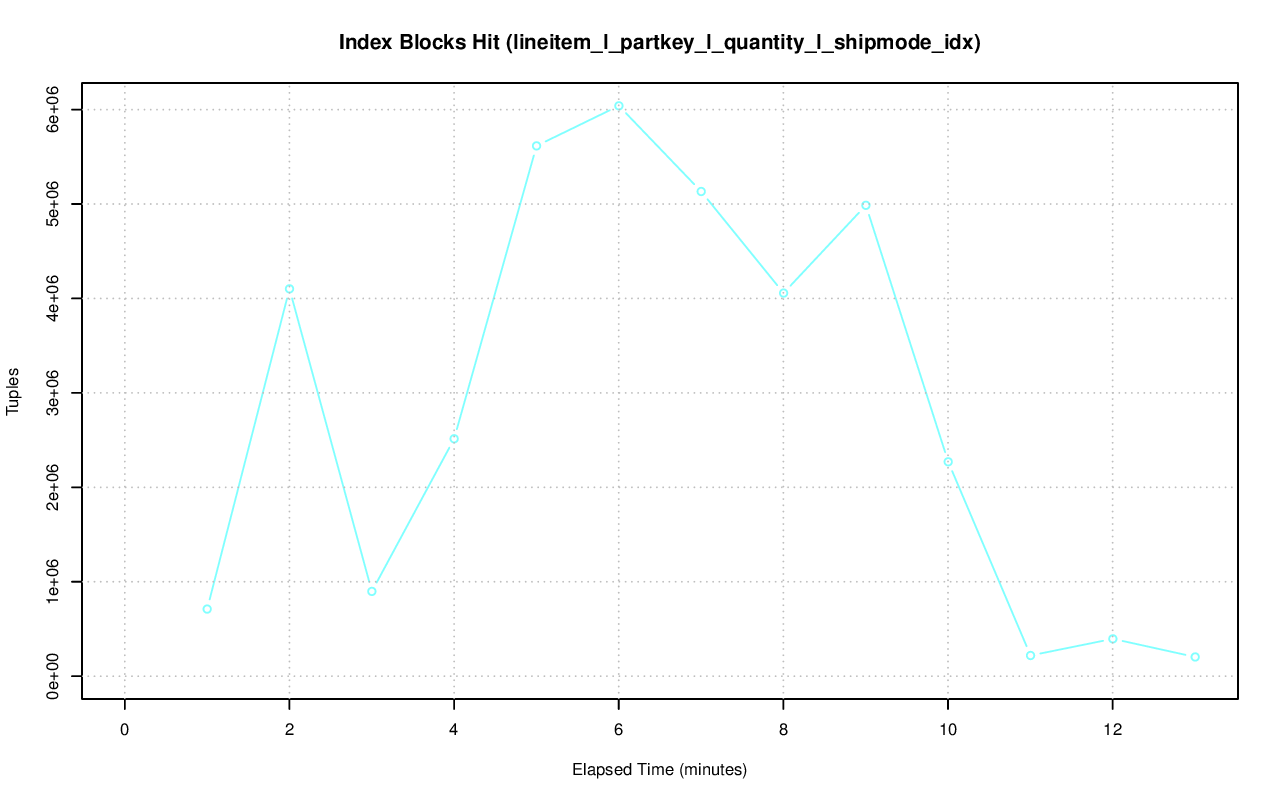 Index Blocks Hit (lineitem_l_partkey_l_quantity_l_shipmode_idx)
Tuples
6e+06
5e+06
4e+06
3e+06
2e+06
1e+06
0e+00
0 2 4 6 8 10 12
Elapsed Time (minutes)